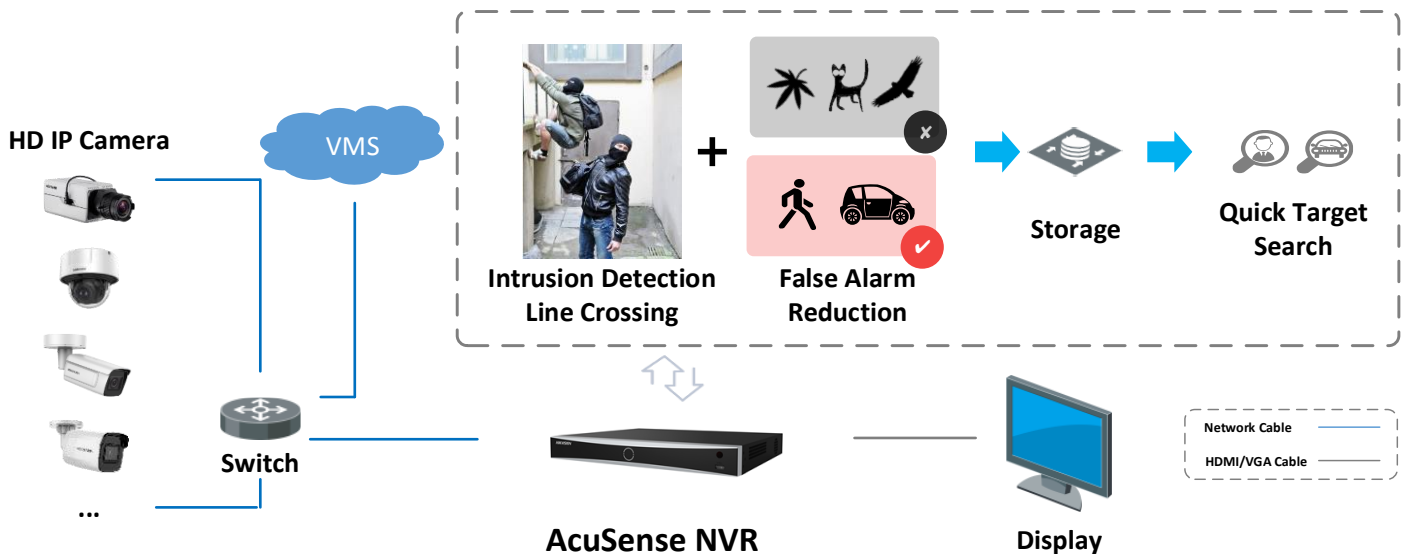 HD IP Camera
VMS
Intrusion Detection
Line Crossing
False Alarm
Reduction
Storage
Quick Target
Search
Switch
...
HIKVISION
AcuSense NVR
Display
Network Cable
HDMI/VGA Cable